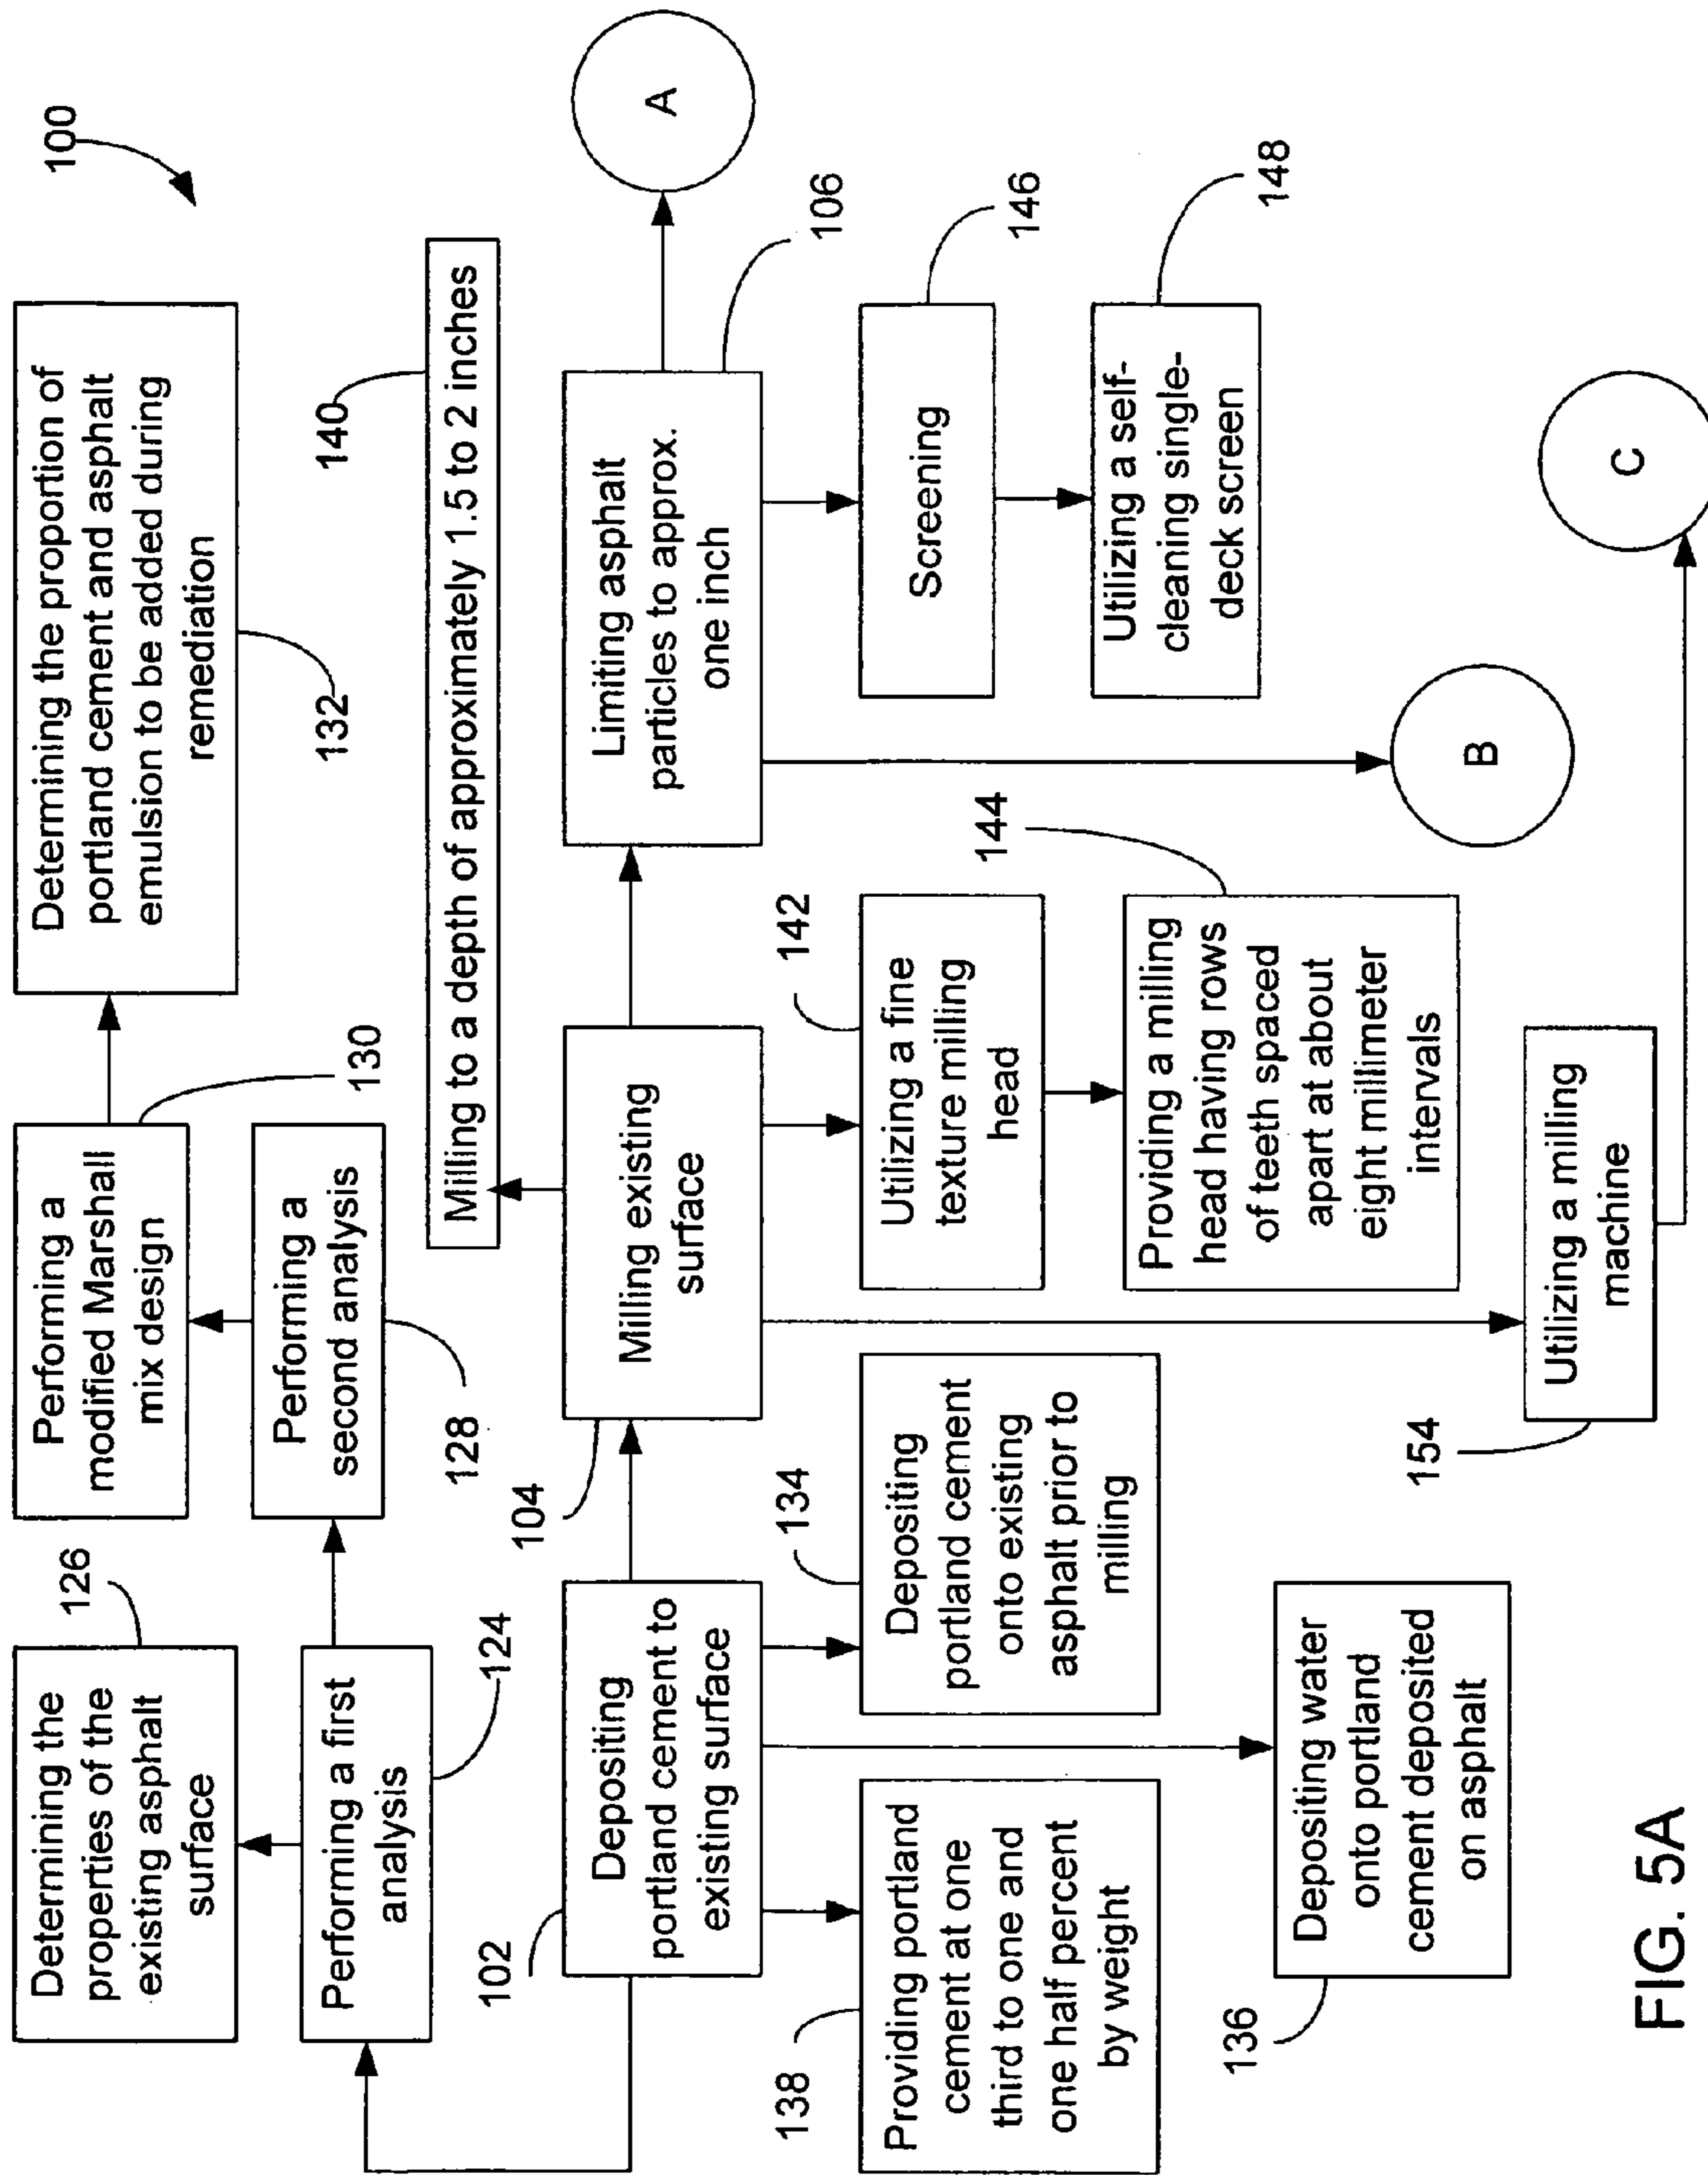 100
Determining the
properties of the
existing asphalt
surface
126
Performing a
modified Marshall
mix design
130
Determining the proportion of
portland cement and asphalt
emulsion to be added during
remediation
132
Performing a first
analysis
124
Performing a
second analysis
128
140
Milling to a depth of approximately 1.5 to 2 inches
102
Depositing
portland cement to
existing surface
104
Milling existing
surface
Limiting asphalt
particles to approx.
one inch
106
A
138
Providing portland
cement at one
third to one and
one half percent
by weight
134
Depositing
portland cement
onto existing
asphalt prior to
milling
142
Utilizing a fine
texture milling
head
144
Providing a milling
head having rows
of teeth spaced
apart at about
eight millimeter
intervals
Screening
146
Utilizing a self-
cleaning single-
deck screen
148
136
Depositing water
onto portland
cement deposited
on asphalt
B
154
Utilizing a milling
machine
C
FIG. 5A